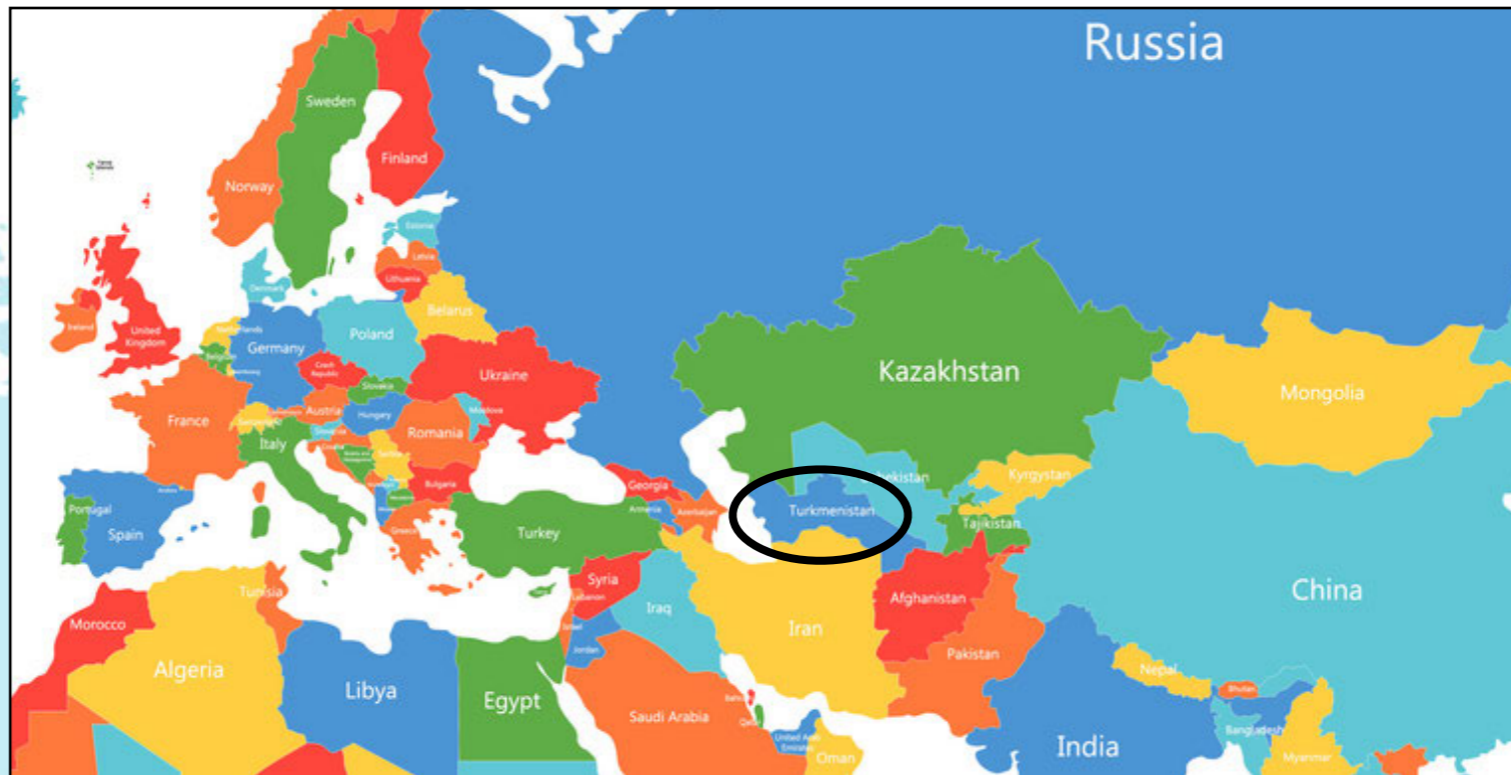 Russia
Sweden
Finland
Norway
Estonia
Latvia
Lithuania
Denmark
Belarus
Ireland
United
Kingdom
Netherlands
Belgium
Germany
Poland
Czech
Republic
Slovakia
Ukraine
Kazakhstan
Mongolia
France
Austria
Hungary
Moldova
Romania
Slovenia
Croatia
Italy
Serbia
Bulgaria
Portugal
Spain
Greece
Turkey
Georgia
Armenia
Azerbaijan
Turkmenistan
Kyrgystan
Tajikistan
China
Syria
Lebanon
Iraq
Israel
Jordan
Iran
Afghanistan
Pakistan
Morocco
Algeria
Tunisia
Libya
Egypt
Saudi Arabia
Qatar
United Arab
Emirates
Oman
India
Nepal
Bhutan
Bangladesh
Myanmar